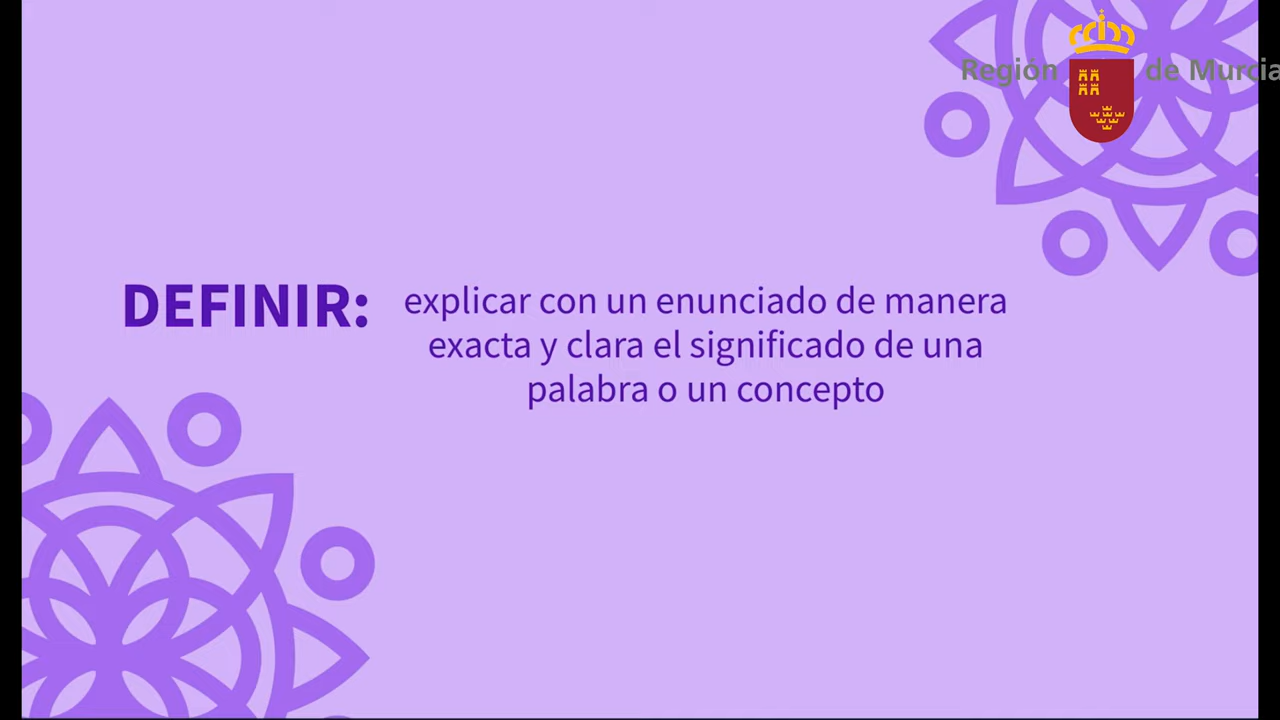 Región de Murcia
DEFINIR: explicar con un enunciado de manera
exacta y clara el significado de una
palabra o un concepto